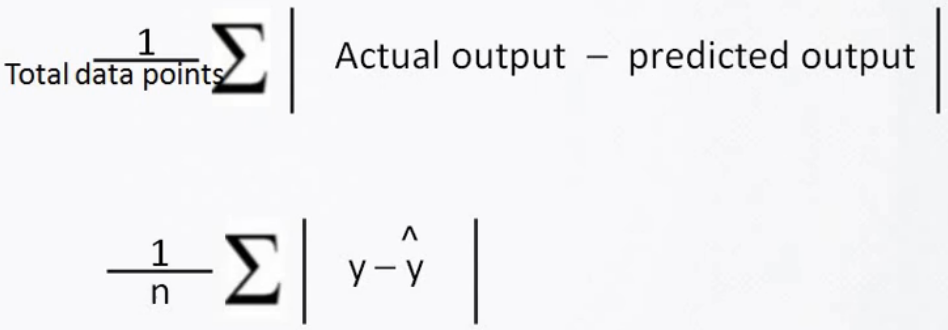 1
Total data points ∑ | Actual output – predicted output |
1
n ∑ | y – ŷ |